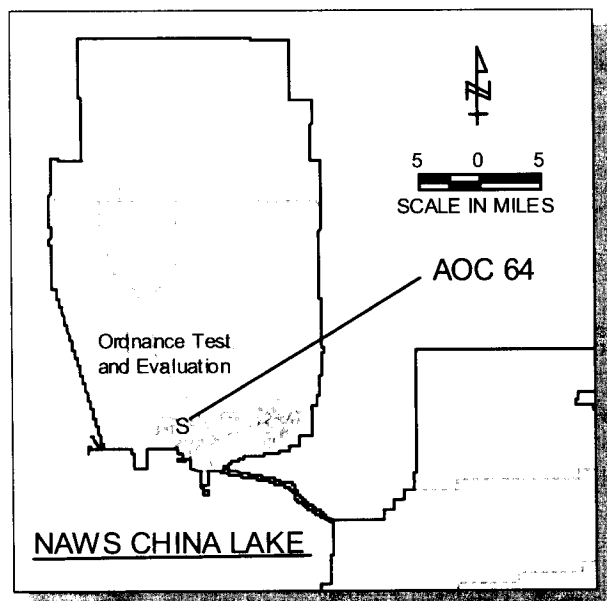 N
5 0 5
SCALE IN MILES
AOC 64
Ordnance Test
and Evaluation
S
NAWS CHINA LAKE